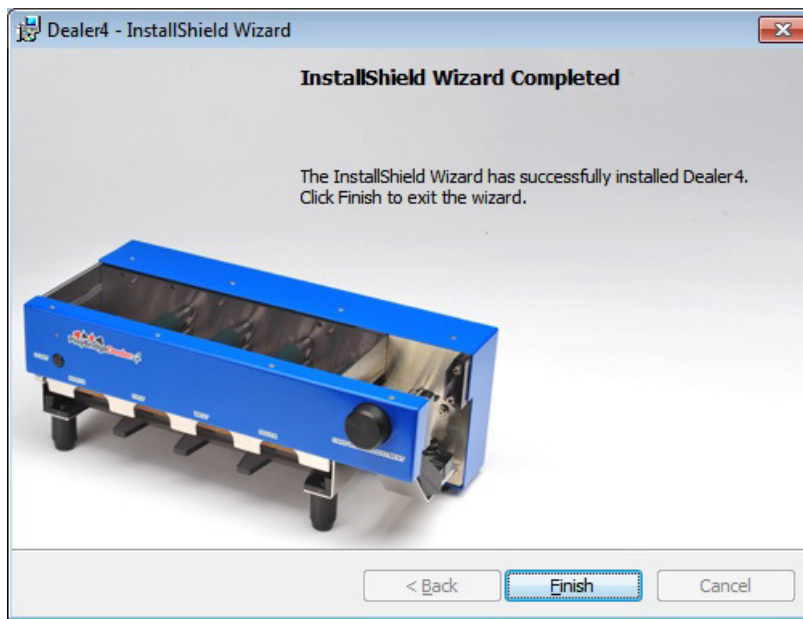 Dealer4 - InstallShield Wizard
InstallShield Wizard Completed
The InstallShield Wizard has successfully installed Dealer4.
Click Finish to exit the wizard.
PlayBridgeDealer4
< Back
Finish
Cancel